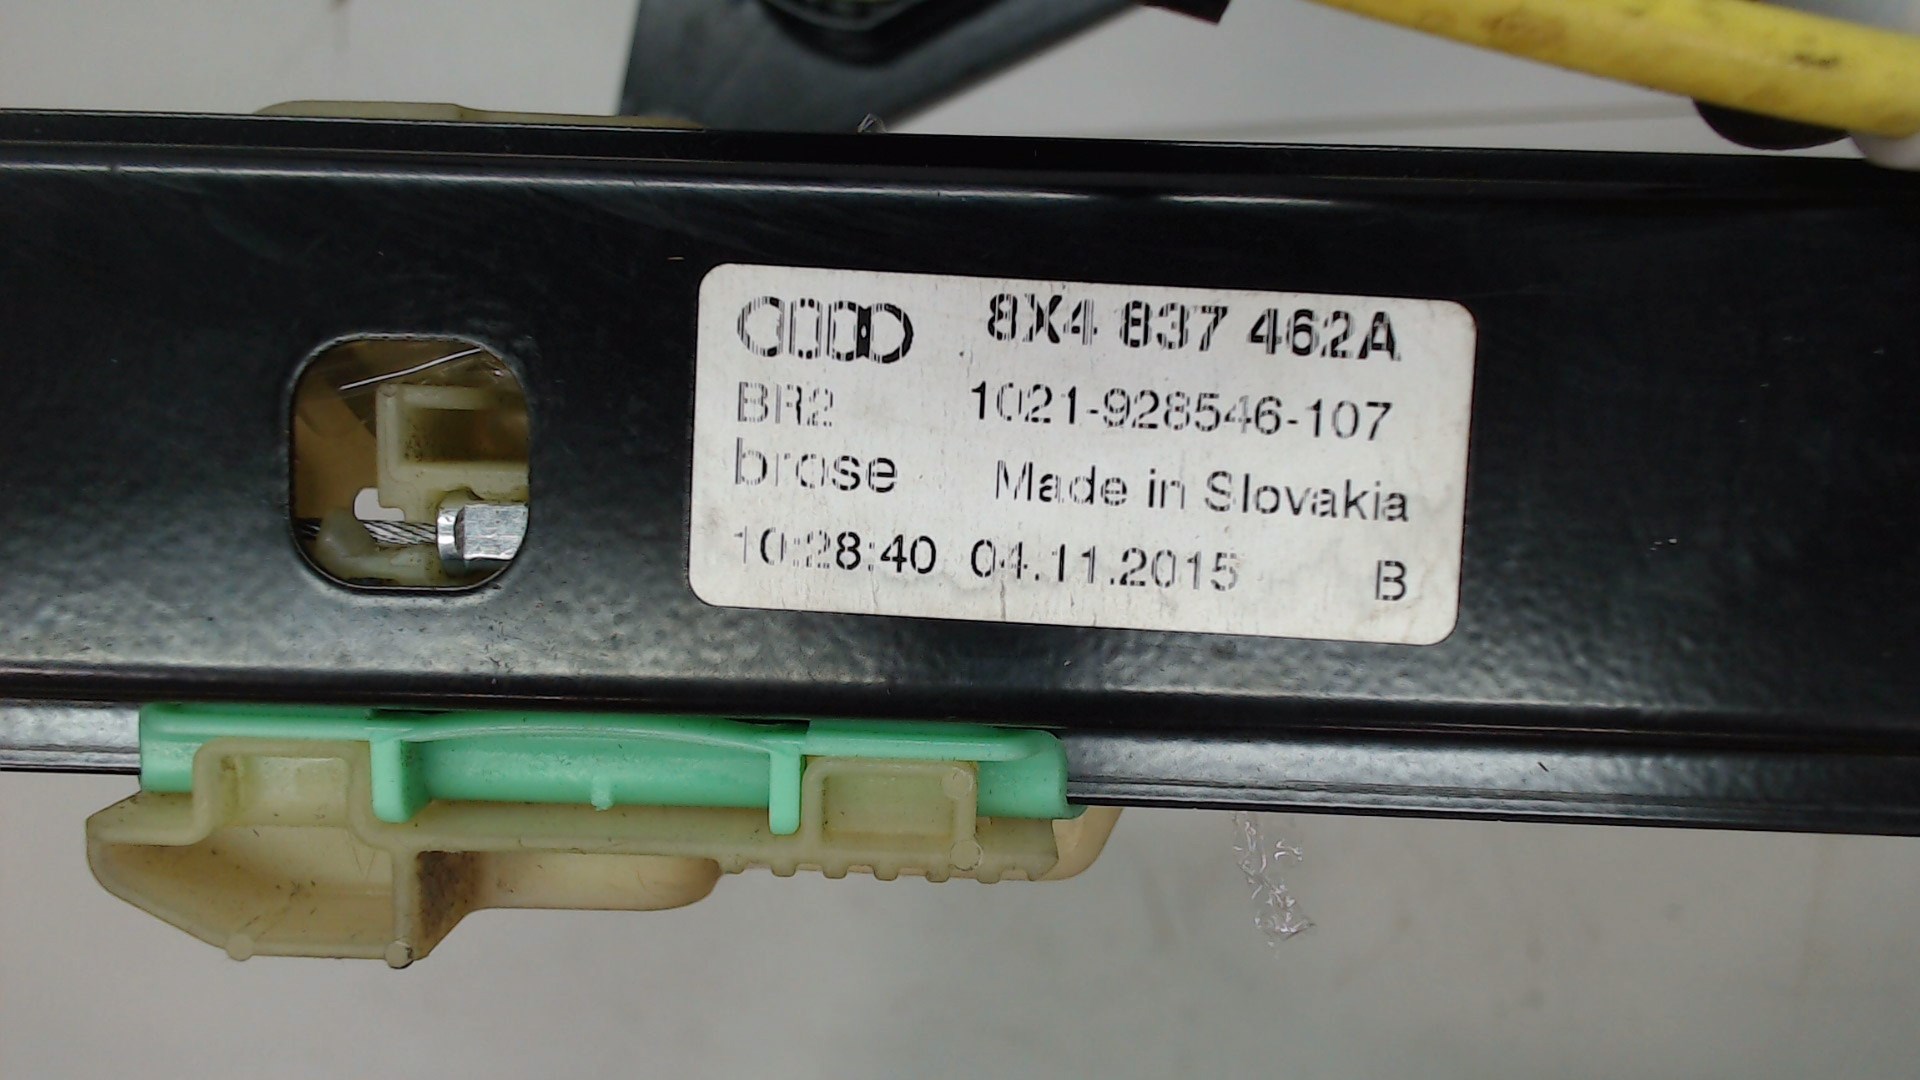 8X4 837 462A
BR2 1021-928546-107
brose Made in Slovakia
10:28:40 04.11.2015 B